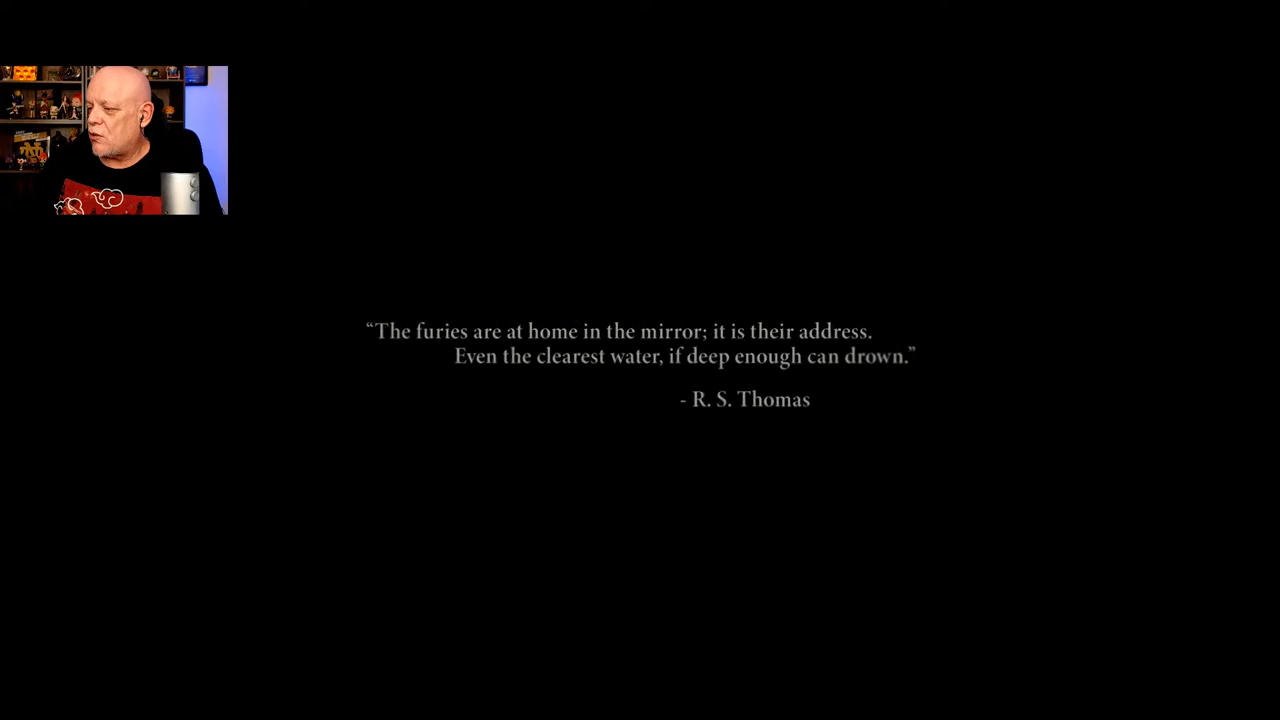 “The furies are at home in the mirror; it is their address.
Even the clearest water, if deep enough can drown.”
- R. S. Thomas